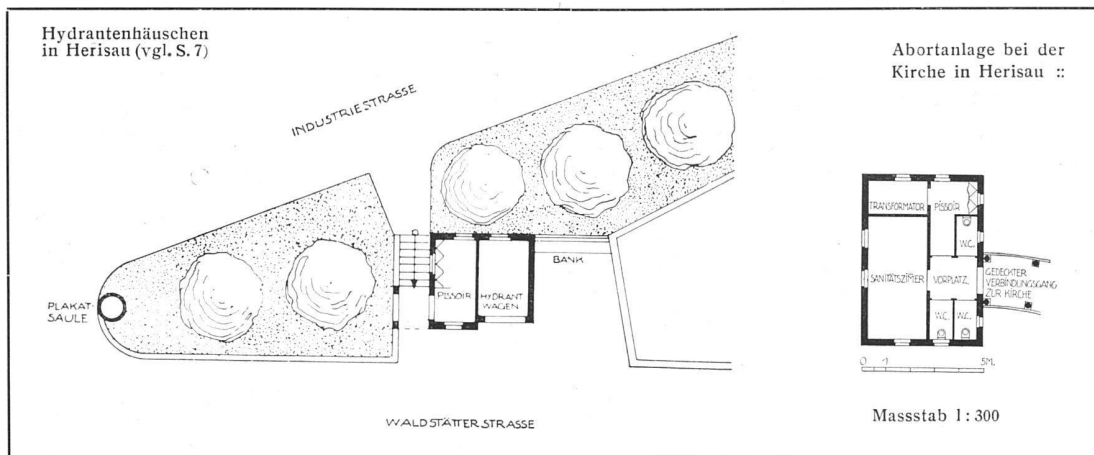 Hydrantenhäuschen
in Herisau (vgl. S. 7)
Abortanlage bei der
Kirche in Herisau ::
INDUSTRIESTRASSE
PLAKAT-
SAULE
PISSOIR
HYDRANT
WAGEN
BANK
WALDSTÄTTERSTRASSE
TRANSFORMATOR
PISSOIR
W.C.
SANITÄTSZIMER
VORPLATZ
GEDECKTER
VERBINDUNGSGANG
ZUR KIRCHE
W.C.
W.C.
0 1 5M.
Massstab 1:300